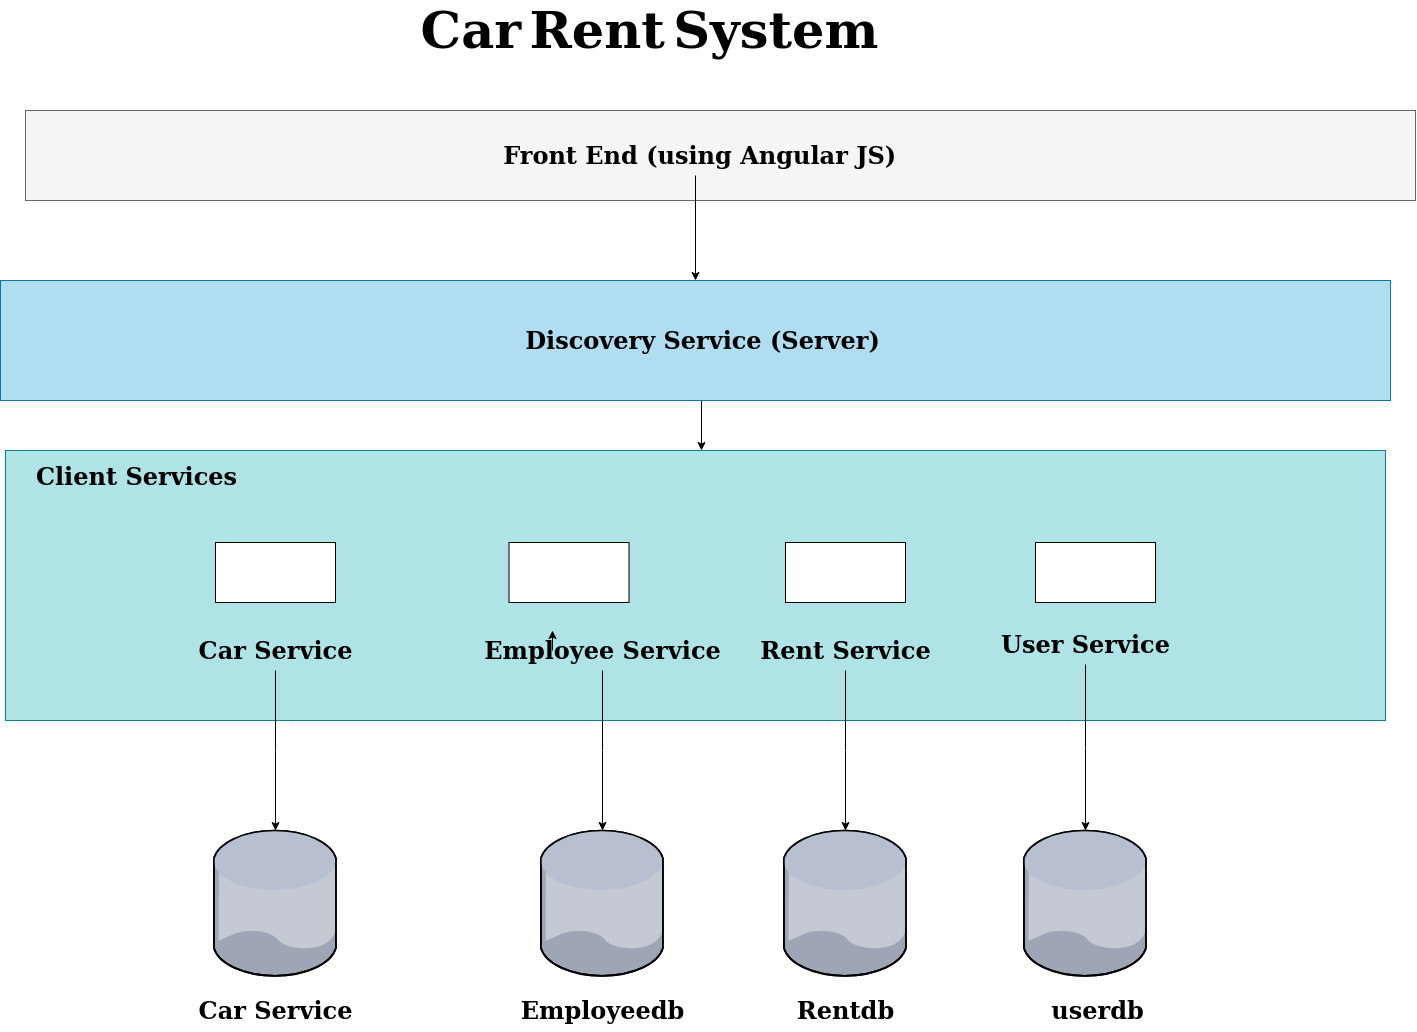 Car Rent System
Front End (using Angular JS)
Discovery Service (Server)
Client Services
Car Service
Employee Service
Rent Service
User Service
Car Service
Employeedb
Rentdb
userdb